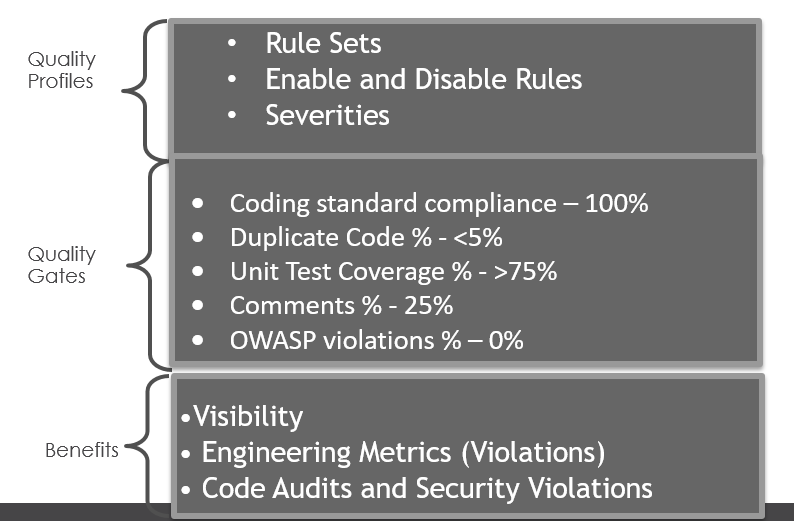 Quality
Profiles
• Rule Sets
• Enable and Disable Rules
• Severities
Quality
Gates
• Coding standard compliance – 100%
• Duplicate Code % - <5%
• Unit Test Coverage % - >75%
• Comments % - 25%
• OWASP violations % – 0%
Benefits
•Visibility
• Engineering Metrics (Violations)
• Code Audits and Security Violations